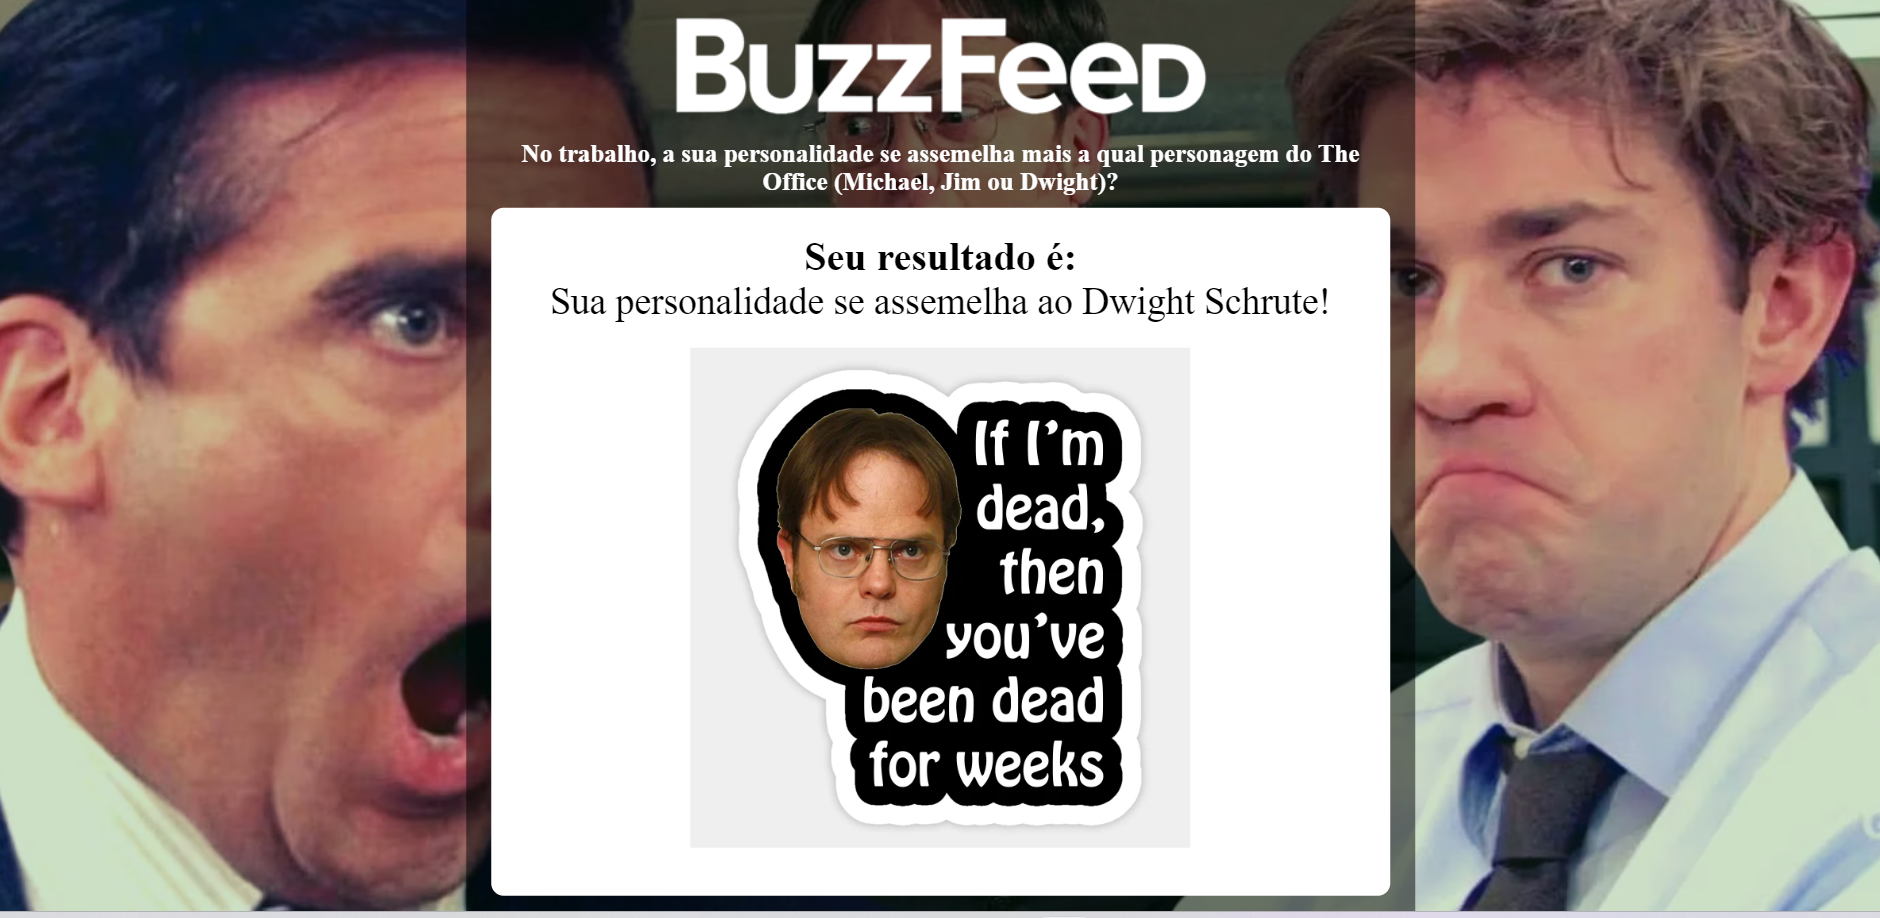 BuzzFeed
No trabalho, a sua personalidade se assemelha mais a qual personagem do The
Office (Michael, Jim ou Dwight)?
Seu resultado é:
Sua personalidade se assemelha ao Dwight Schrute!
If I'm
dead,
then
you've
been dead
for weeks